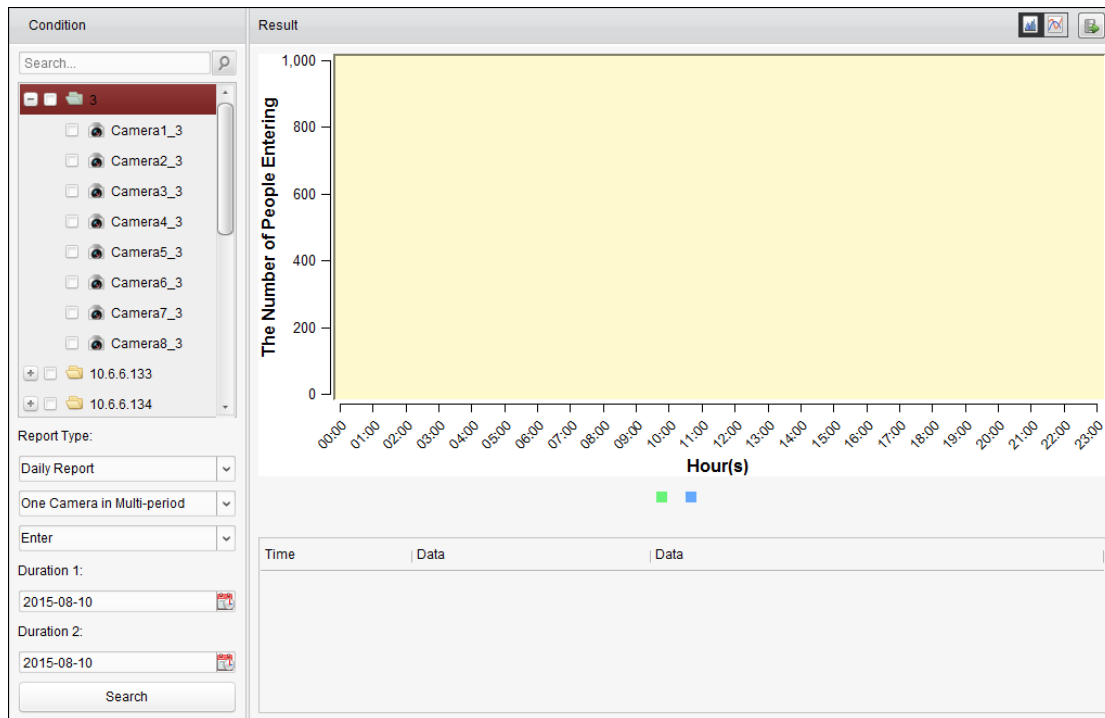 Condition
Search...
3
Camera1_3
Camera2_3
Camera3_3
Camera4_3
Camera5_3
Camera6_3
Camera7_3
Camera8_3
10.6.6.133
10.6.6.134
Report Type:
Daily Report
One Camera in Multi-period
Enter
Duration 1:
2015-08-10
Duration 2:
2015-08-10
Search
Result
The Number of People Entering
1,000
800
600
400
200
0
00:00 01:00 02:00 03:00 04:00 05:00 06:00 07:00 08:00 09:00 10:00 11:00 12:00 13:00 14:00 15:00 16:00 17:00 18:00 19:00 20:00 21:00 22:00 23:00
Hour(s)
Time Data Data